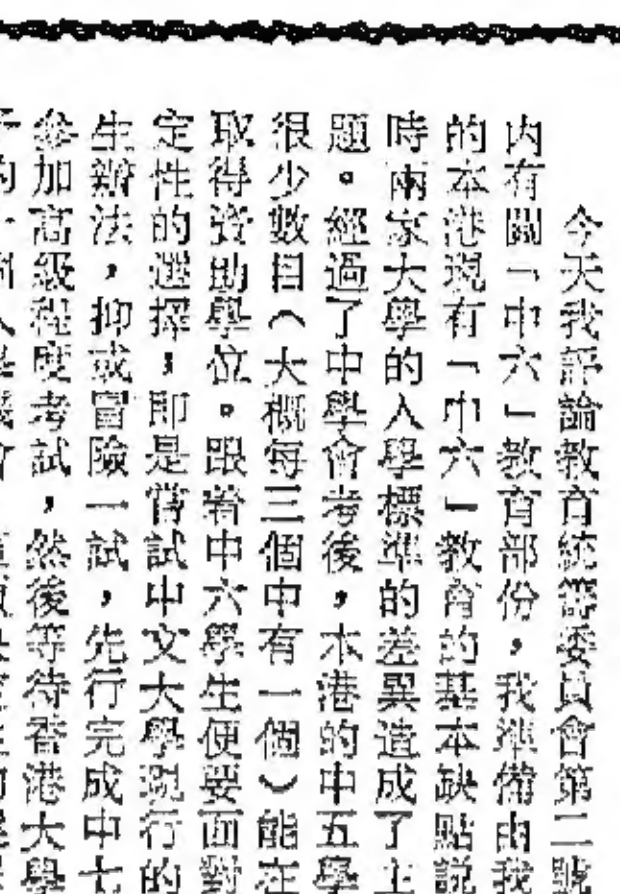 今天我評論教育統籌委員會第二號
內有關「中六」教育部份，我準備由我
的本港現有「中六」教育的基本缺點説
時兩家大學的入學標準的差異造成了主
題。經過了中學會考後，本港的中五學
很少數目（大概每三個中有一個）能在
取得資助學位。跟着中六學生便要面對
定性的選擇，即是嘗試中文大學現行的
生辦法，抑或冒險一試，先行完成中七
參加高級程度考試，然後等待香港大學